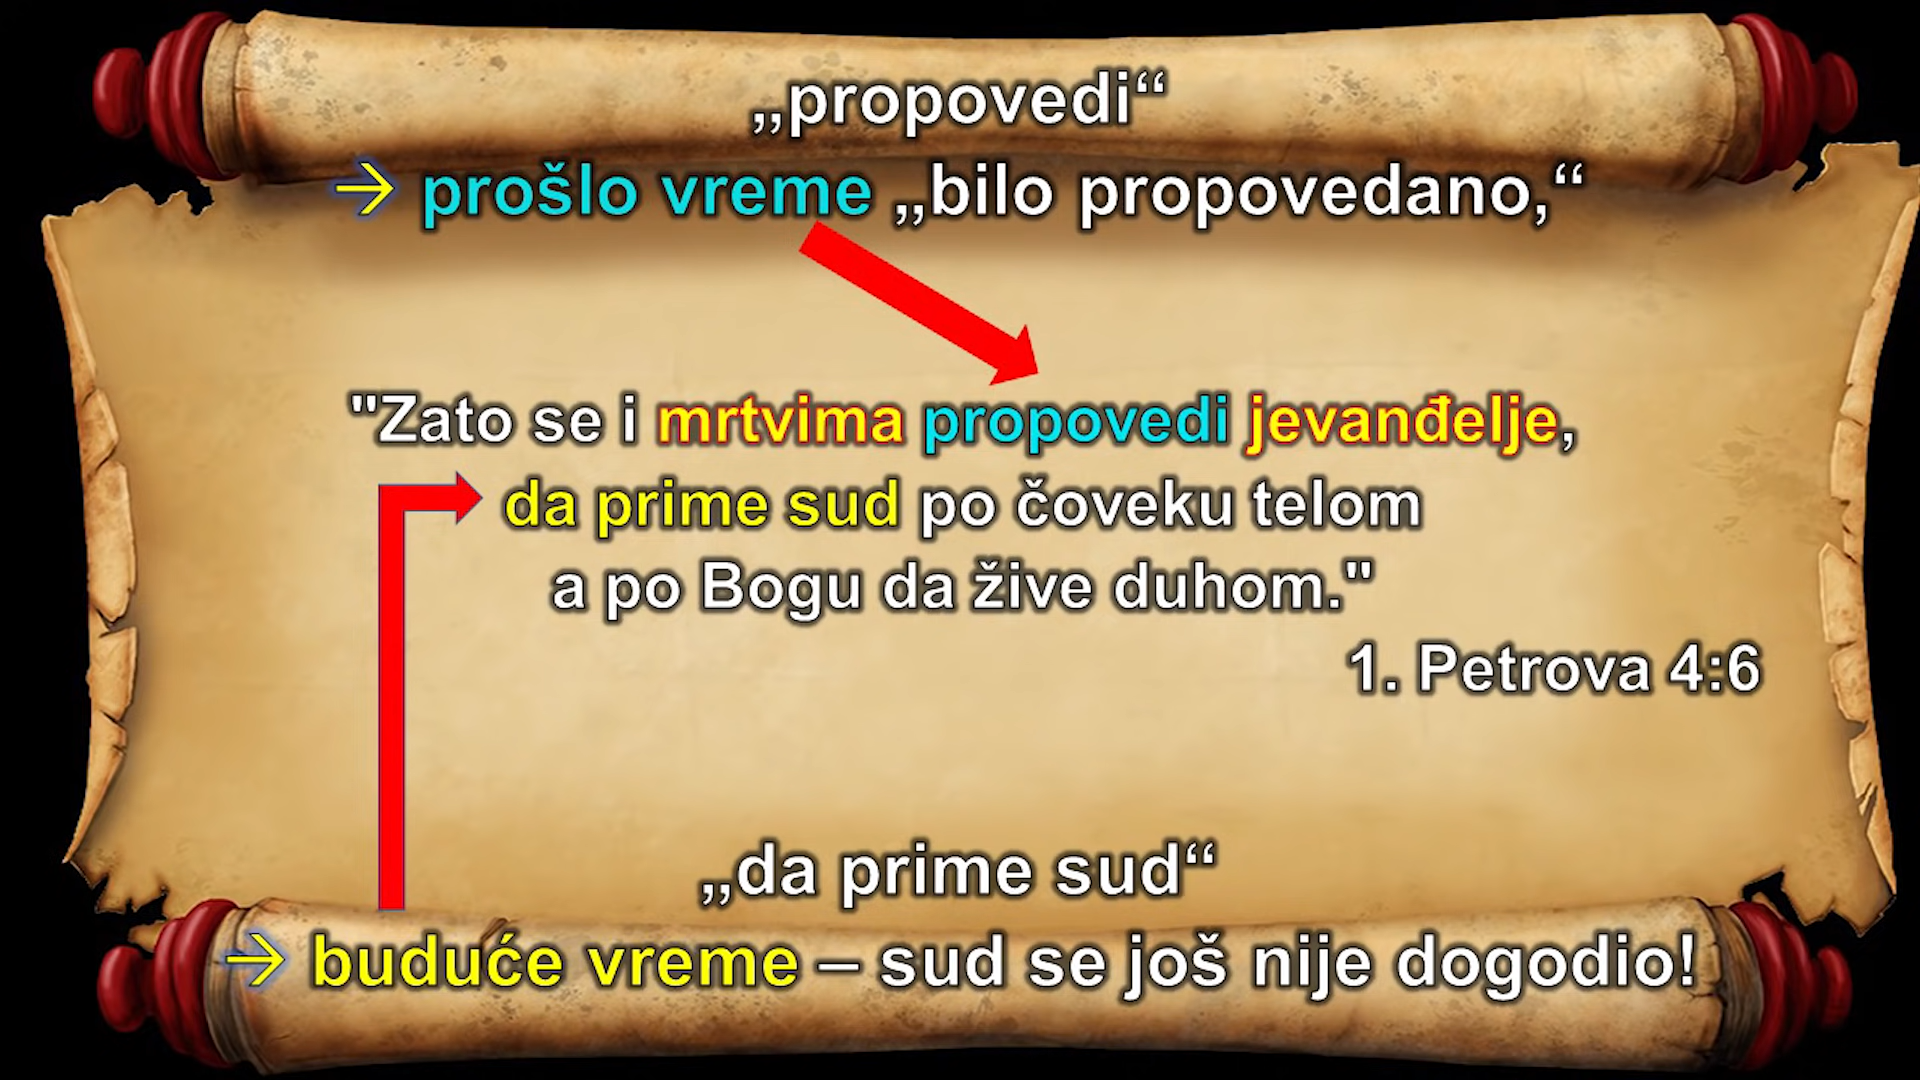 „propovedi“
→ prošlo vreme „bilo propovedano,“
"Zato se i mrtvima propovedi jevanđelje,
da prime sud po čoveku telom
a po Bogu da žive duhom."
1. Petrova 4:6
„da prime sud“
→ buduće vreme – sud se još nije dogodio!